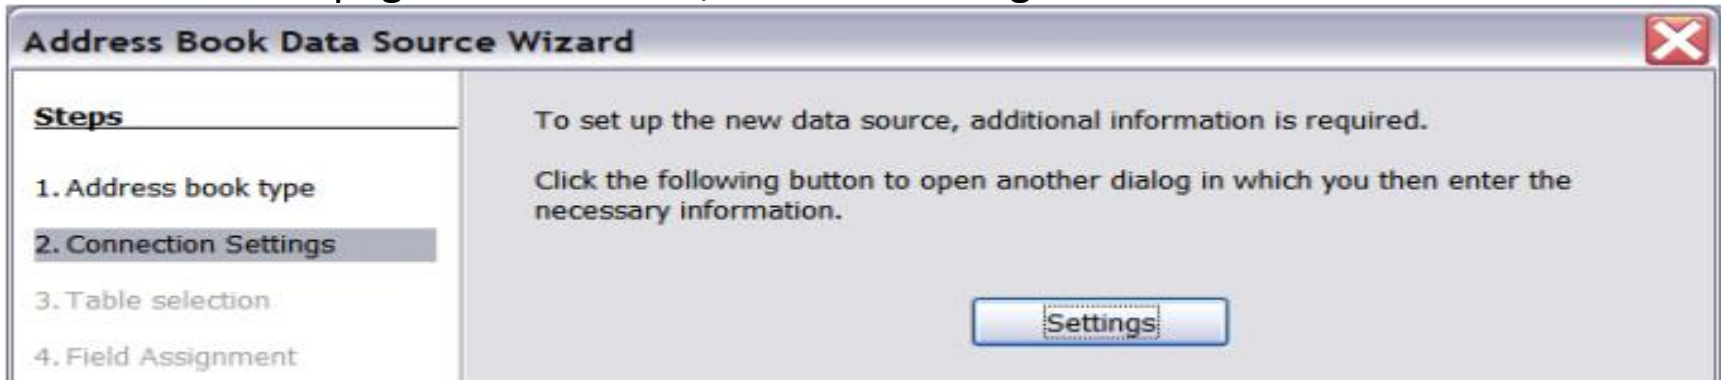 Address Book Data Source Wizard
Steps
1. Address book type
2. Connection Settings
3. Table selection
4. Field Assignment
To set up the new data source, additional information is required.
Click the following button to open another dialog in which you then enter the
necessary information.
Settings